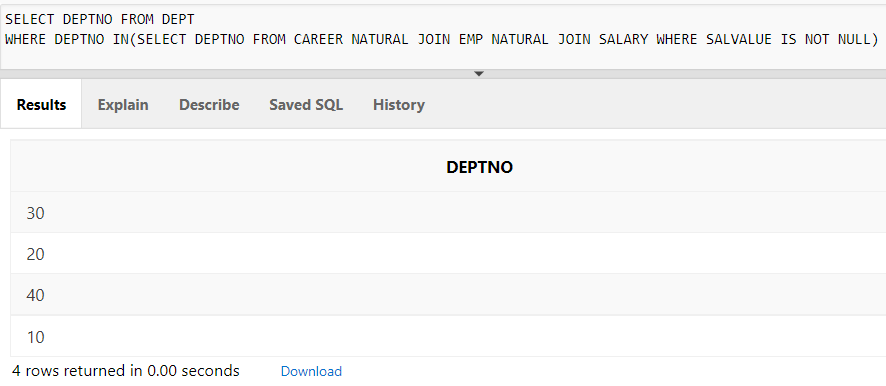 SELECT DEPTNO FROM DEPT
WHERE DEPTNO IN(SELECT DEPTNO FROM CAREER NATURAL JOIN EMP NATURAL JOIN SALARY WHERE SALVALUE IS NOT NULL)
Results Explain Describe Saved SQL History
DEPTNO
30
20
40
10
4 rows returned in 0.00 seconds Download